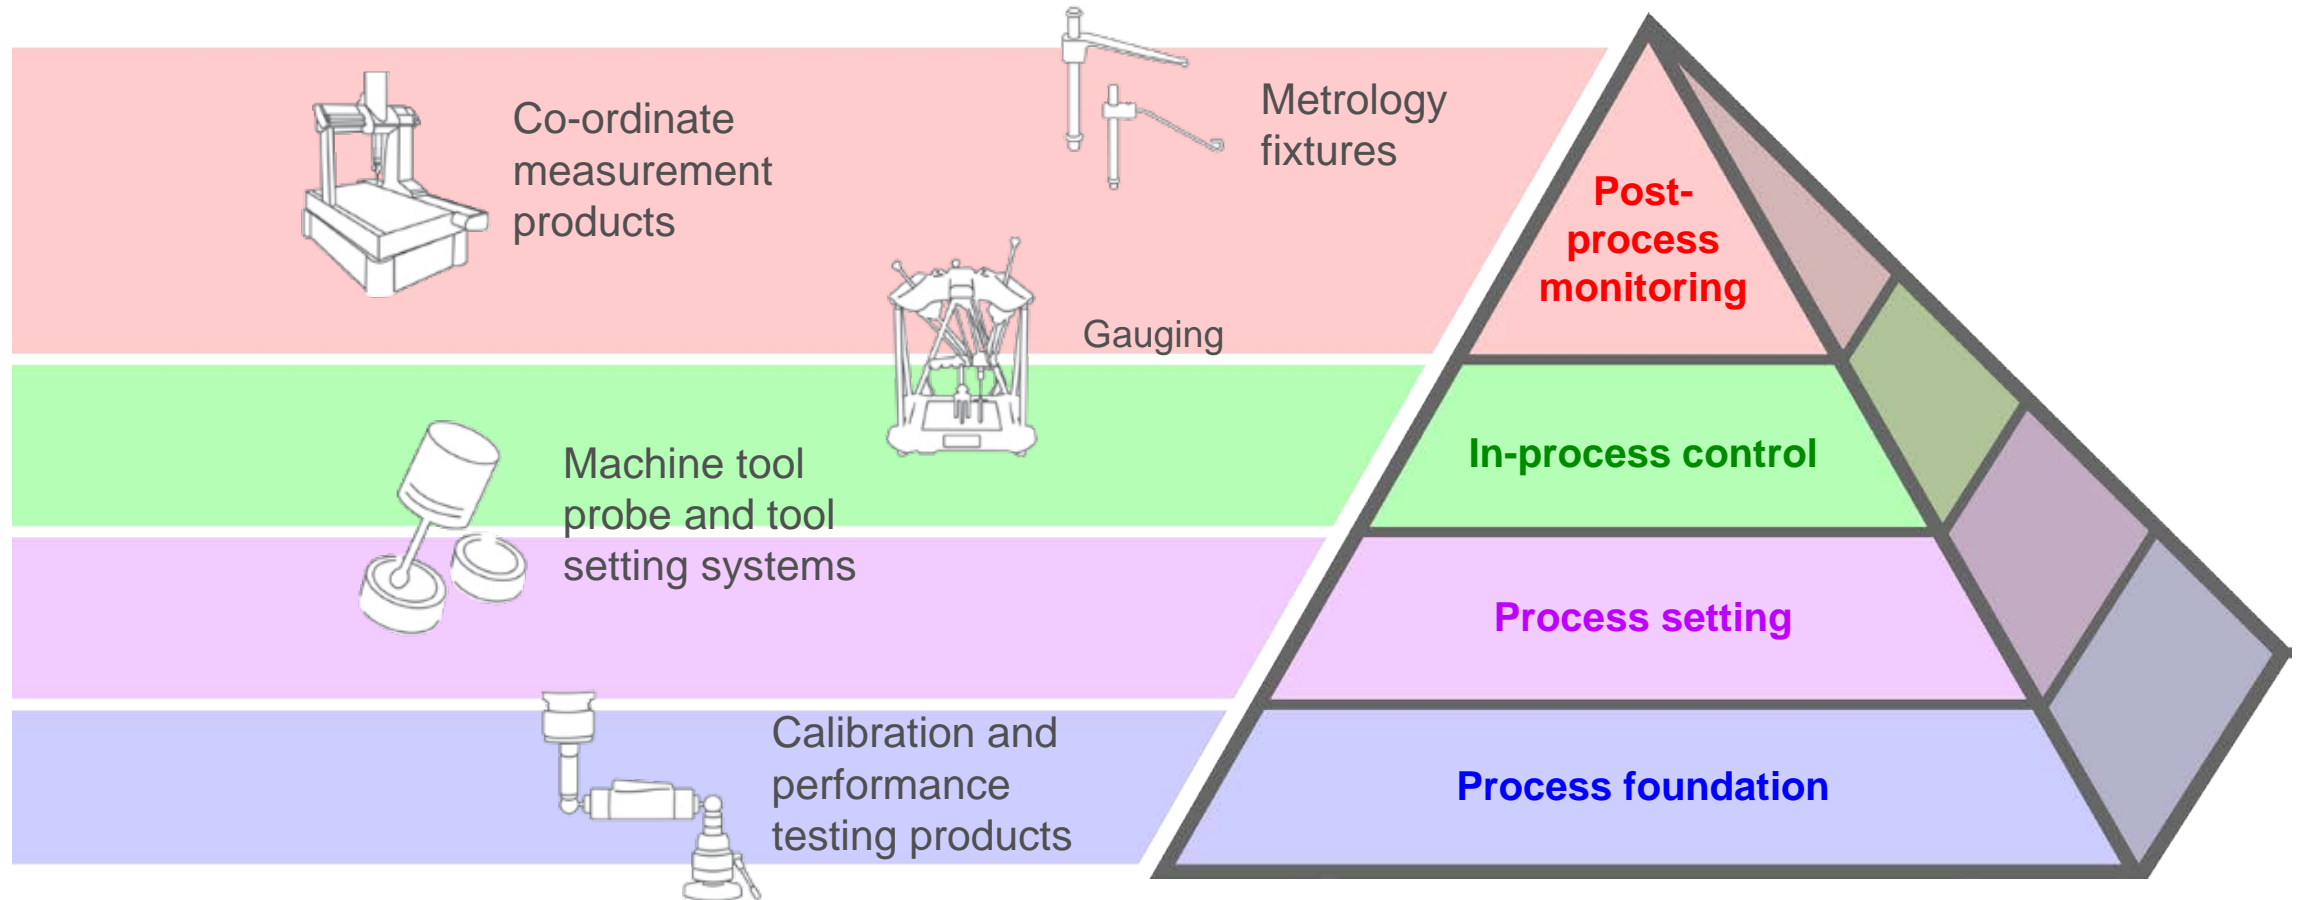 Co-ordinate
measurement
products
Metrology
fixtures
Gauging
Machine tool
probe and tool
setting systems
Calibration and
performance
testing products
Post-
process
monitoring
In-process control
Process setting
Process foundation